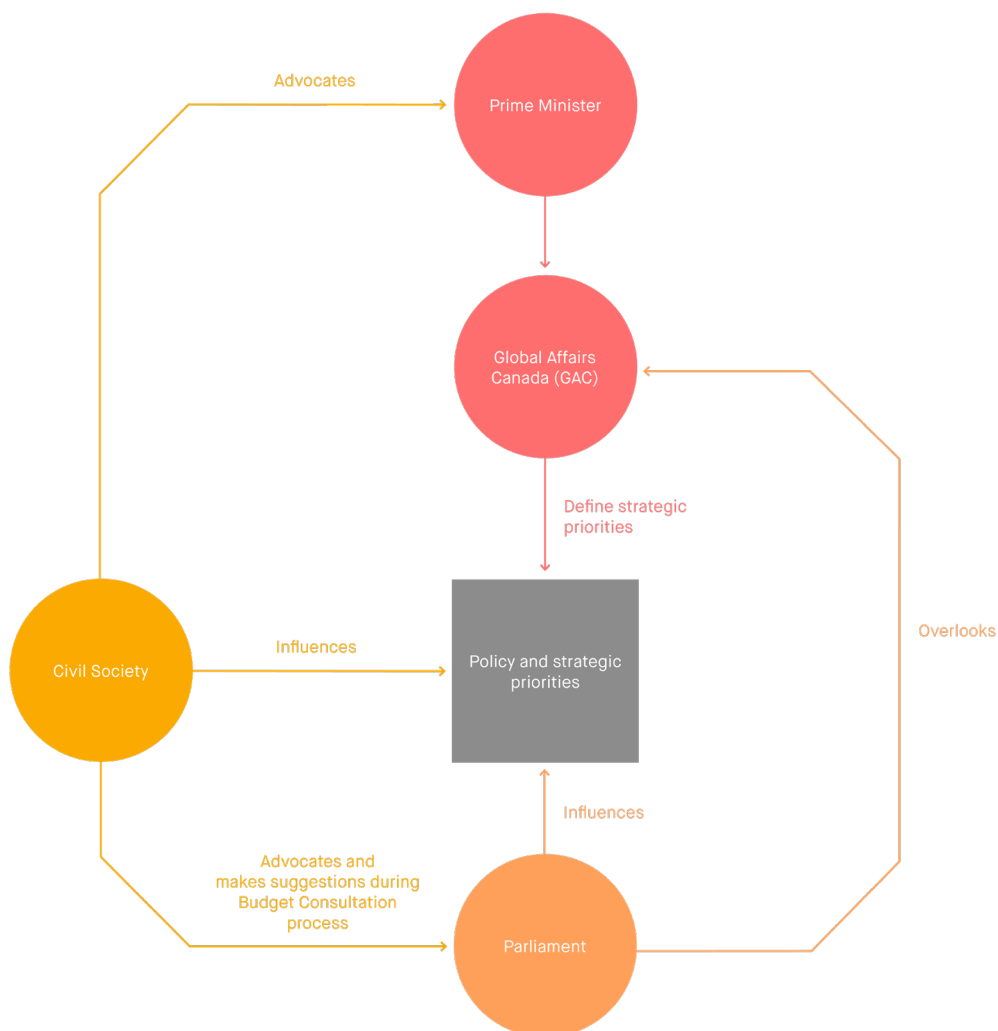 Advocates
Prime Minister
Global Affairs
Canada (GAC)
Define strategic
priorities
Overlooks
Influences
Civil Society
Policy and strategic
priorities
Influences
Advocates and
makes suggestions during
Budget Consultation
process
Parliament